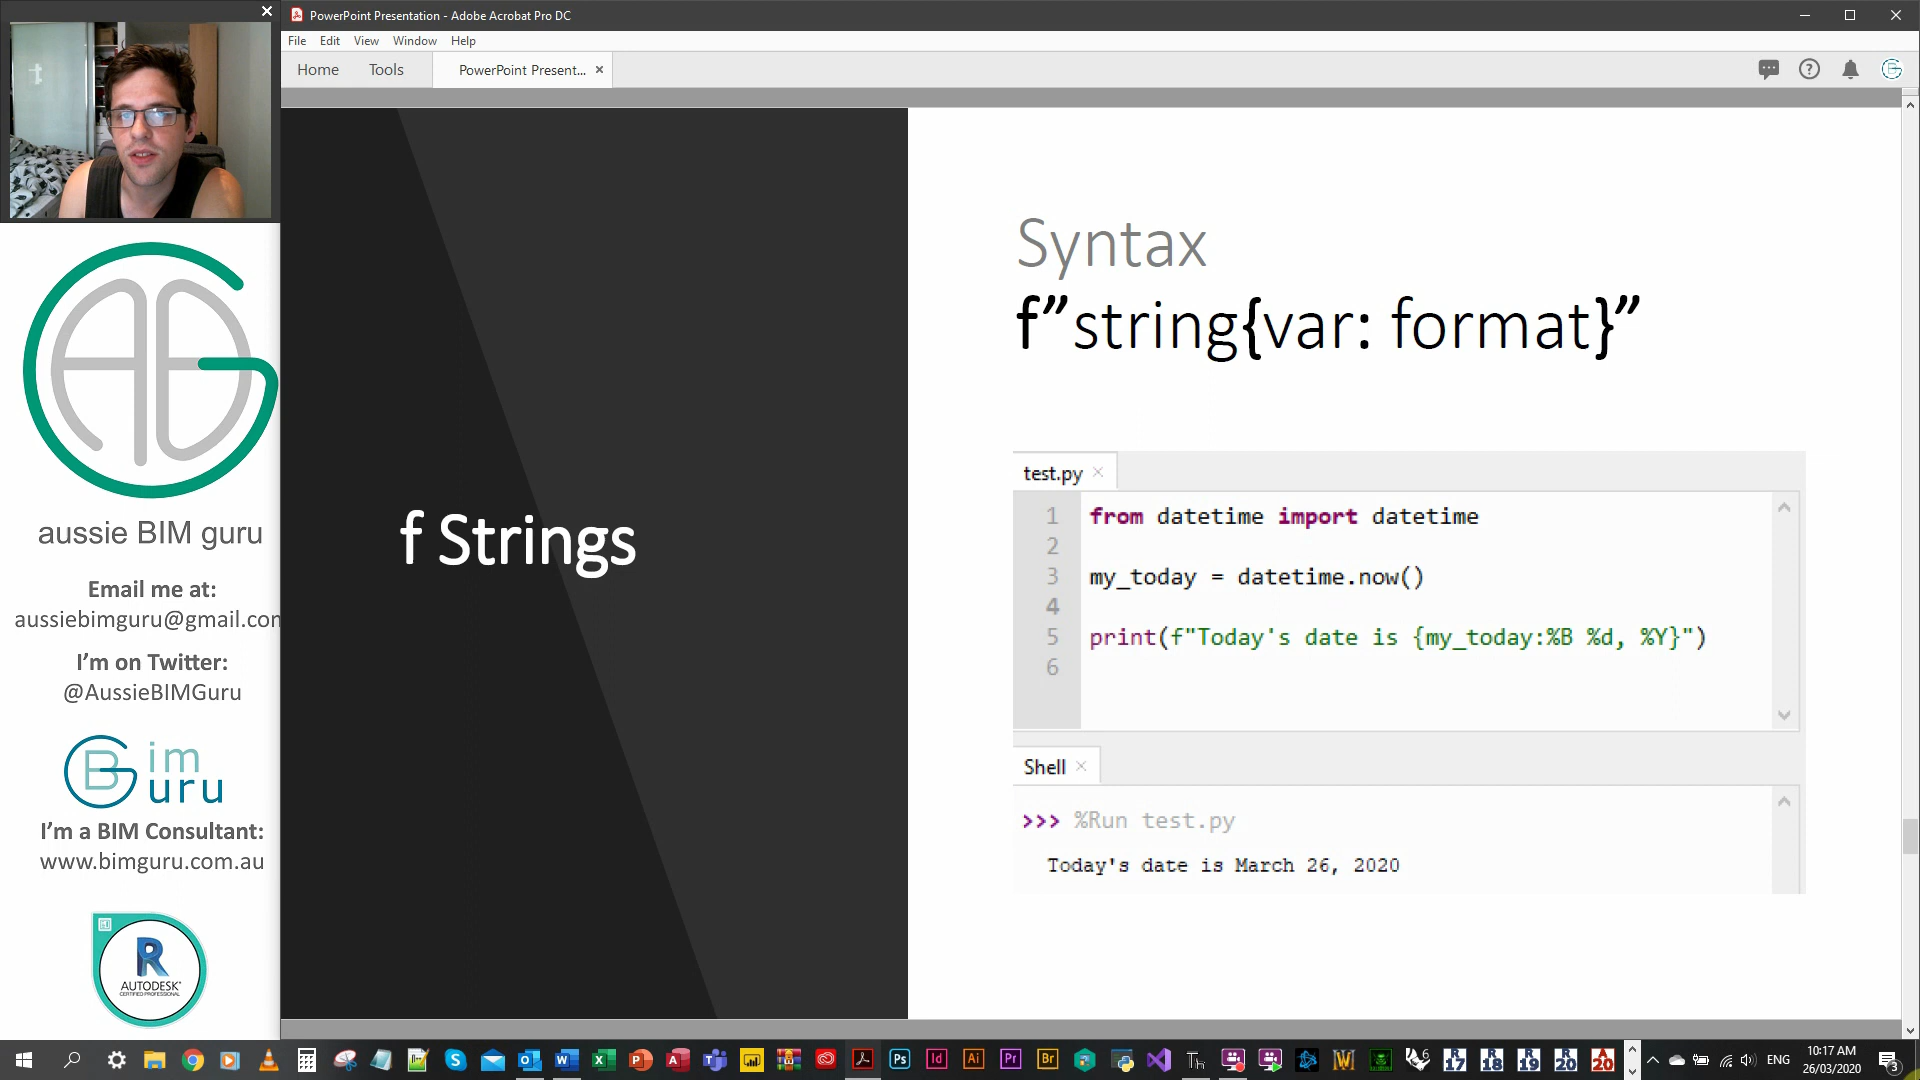 PowerPoint Presentation - Adobe Acrobat Pro DC
File Edit View Window Help
Home Tools PowerPoint Present...
aussie BIM guru
Email me at:
aussiebimguru@gmail.com
I'm on Twitter:
@AussieBIMGuru
im
uru
I'm a BIM Consultant:
www.bimguru.com.au
R
AUTODESK
CERTIFIED PROFESSIONAL
f Strings
Syntax
f”string{var: format}”
test.py
1 from datetime import datetime
2
3 my_today = datetime.now()
4
5 print(f"Today's date is {my_today:%B %d, %Y}")
6
Shell
>>> %Run test.py
Today's date is March 26, 2020
ENG
10:17 AM
26/03/2020
3